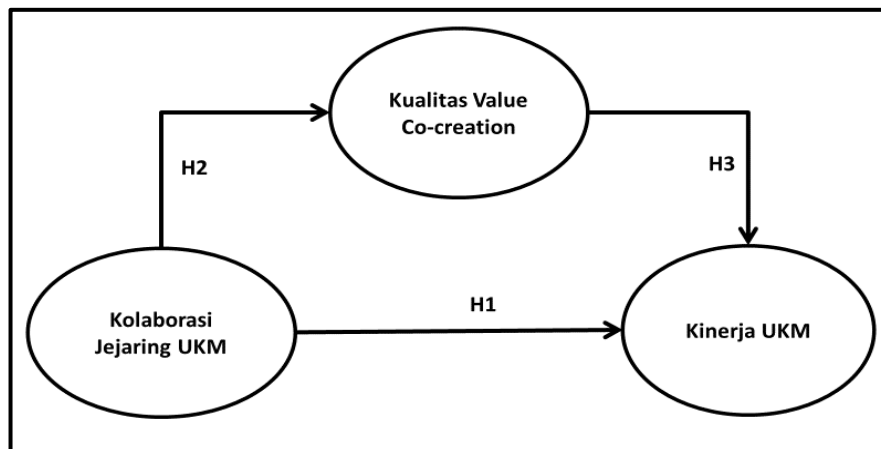 Kualitas Value
Co-creation
H2
H3
Kolaborasi
Jejaring UKM
H1
Kinerja UKM